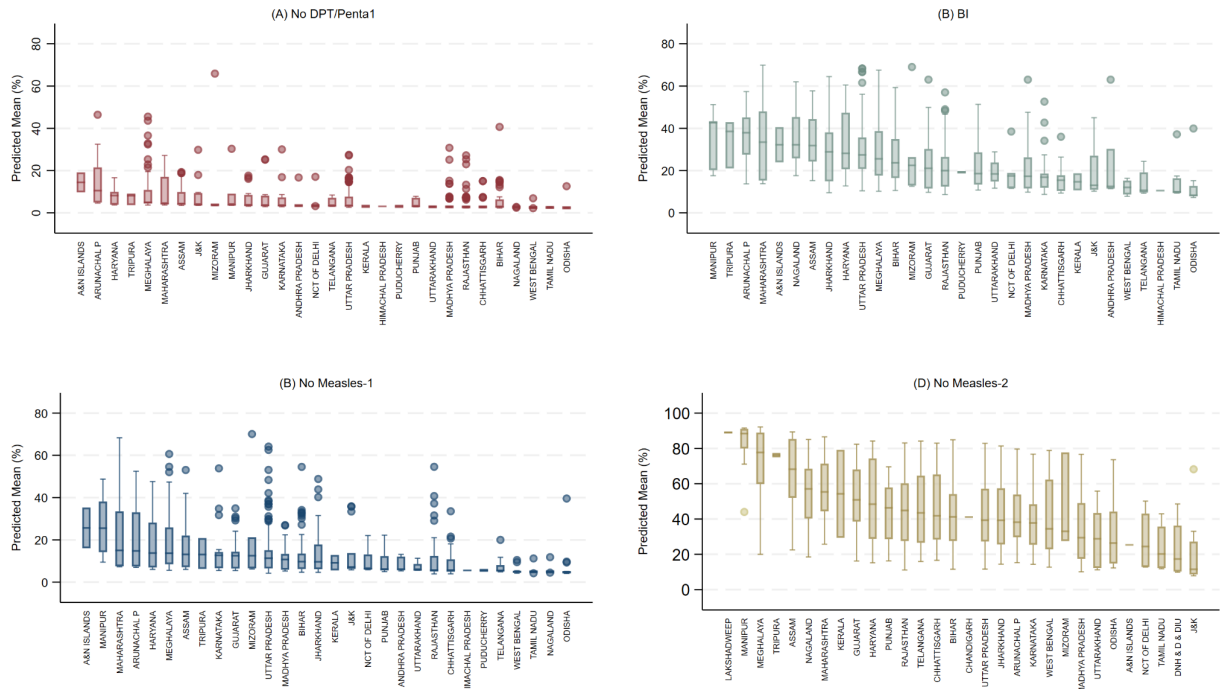 (A) No DPT/Penta1
Predicted Mean (%)
80
60
40
20
0
A&N ISLANDS
ARUNACHAL P
HARYANA
TRIPURA
MEGHALAYA
MAHARASHTRA
ASSAM
J&K
MIZORAM
MANIPUR
JHARKHAND
GUJARAT
KARNATAKA
ANDHRA PRADESH
NCT OF DELHI
TELANGANA
UTTAR PRADESH
KERALA
HIMACHAL PRADESH
PUDUCHERRY
PUNJAB
UTTARAKHAND
MADHYA PRADESH
RAJASTHAN
CHHATTISGARH
BIHAR
NAGALAND
WEST BENGAL
TAMIL NADU
ODISHA
(B) BI
Predicted Mean (%)
80
60
40
20
0
MANIPUR
TRIPURA
ARUNACHAL P
MAHARASHTRA
A&N ISLANDS
NAGALAND
ASSAM
JHARKHAND
HARYANA
UTTAR PRADESH
MEGHALAYA
BIHAR
MIZORAM
GUJARAT
RAJASTHAN
PUDUCHERRY
PUNJAB
UTTARAKHAND
NCT OF DELHI
MADHYA PRADESH
KARNATAKA
CHHATTISGARH
KERALA
J&K
ANDHRA PRADESH
WEST BENGAL
TELANGANA
HIMACHAL PRADESH
TAMIL NADU
ODISHA
(B) No Measles-1
Predicted Mean (%)
80
60
40
20
0
A&N ISLANDS
MANIPUR
MAHARASHTRA
ARUNACHAL P
HARYANA
MEGHALAYA
ASSAM
TRIPURA
KARNATAKA
GUJARAT
MIZORAM
UTTAR PRADESH
MADHYA PRADESH
BIHAR
JHARKHAND
KERALA
J&K
NCT OF DELHI
PUNJAB
ANDHRA PRADESH
UTTARAKHAND
RAJASTHAN
CHHATTISGARH
IMACHAL PRADESH
PUDUCHERRY
TELANGANA
WEST BENGAL
TAMIL NADU
NAGALAND
ODISHA
(D) No Measles-2
Predicted Mean (%)
100
80
60
40
20
0
LAKSHADWEEP
MANIPUR
MEGHALAYA
TRIPURA
ASSAM
NAGALAND
MAHARASHTRA
KERALA
GUJARAT
HARYANA
PUNJAB
RAJASTHAN
TELANGANA
CHHATTISGARH
BIHAR
CHANDIGARH
UTTAR PRADESH
JHARKHAND
ARUNACHAL P
KARNATAKA
WEST BENGAL
MIZORAM
MADHYA PRADESH
UTTARAKHAND
ODISHA
A&N ISLANDS
NCT OF DELHI
TAMIL NADU
DNH & D DIU
J&K